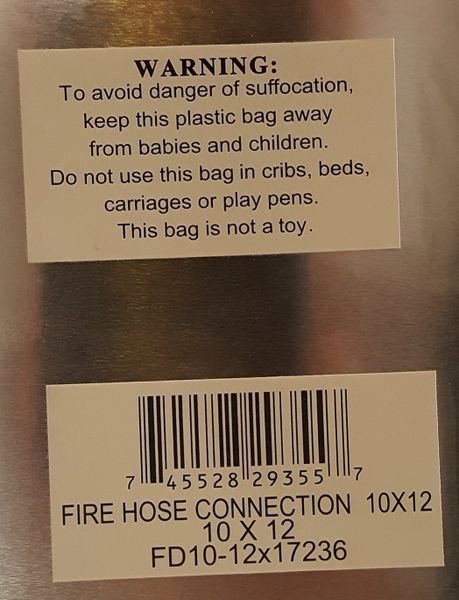 WARNING:
To avoid danger of suffocation,
keep this plastic bag away
from babies and children.
Do not use this bag in cribs, beds,
carriages or play pens.
This bag is not a toy.
7 45528 29355 7
FIRE HOSE CONNECTION 10X12
10 X 12
FD10-12x17236